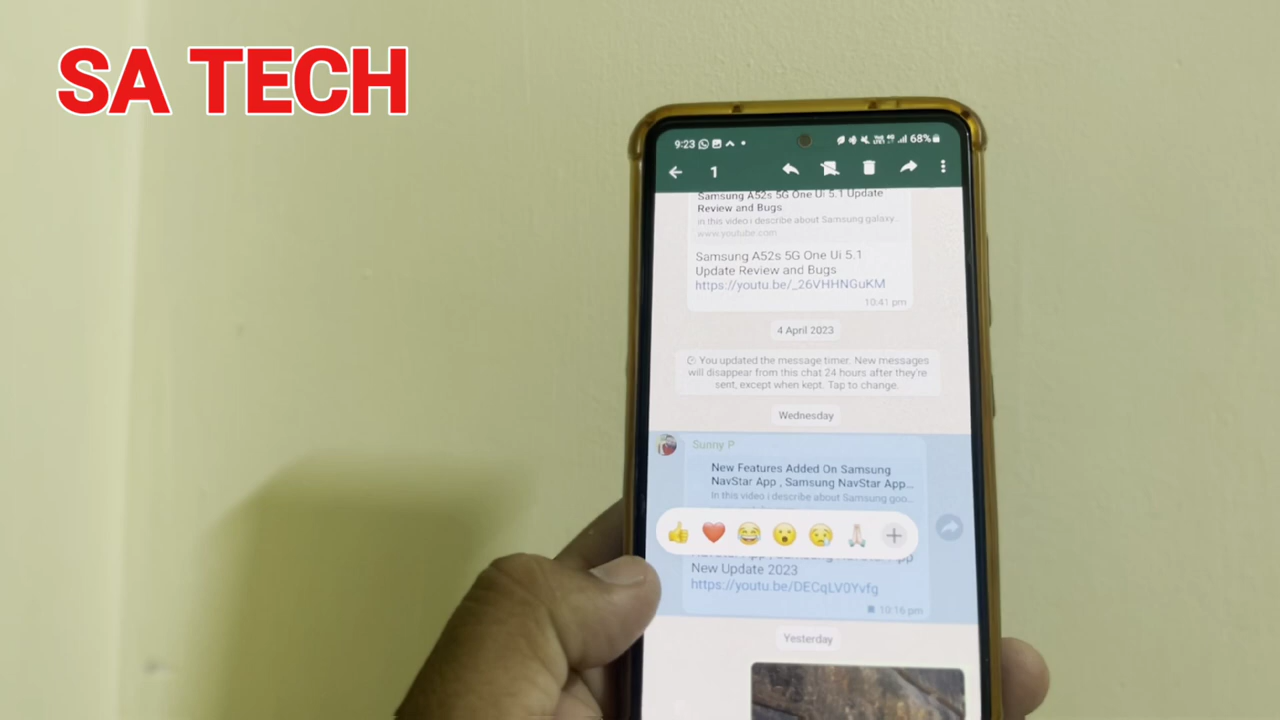 SA TECH
9:23
68%
1
Samsung A52s 5G One Ui 5.1 Update
Review and Bugs
in this video i describe about Samsung galaxy...
www.youtube.com
Samsung A52s 5G One Ui 5.1
Update Review and Bugs
https://youtu.be/_26VHHNGuKM
10:41 pm
4 April 2023
You updated the message timer. New messages
will disappear from this chat 24 hours after they're
sent, except when kept. Tap to change.
Wednesday
Sunny P
New Features Added On Samsung
NavStar App , Samsung NavStar App...
In this video i describe about Samsung goo...
New Update 2023
https://youtu.be/DECqLV0Yvfg
10:16 pm
Yesterday